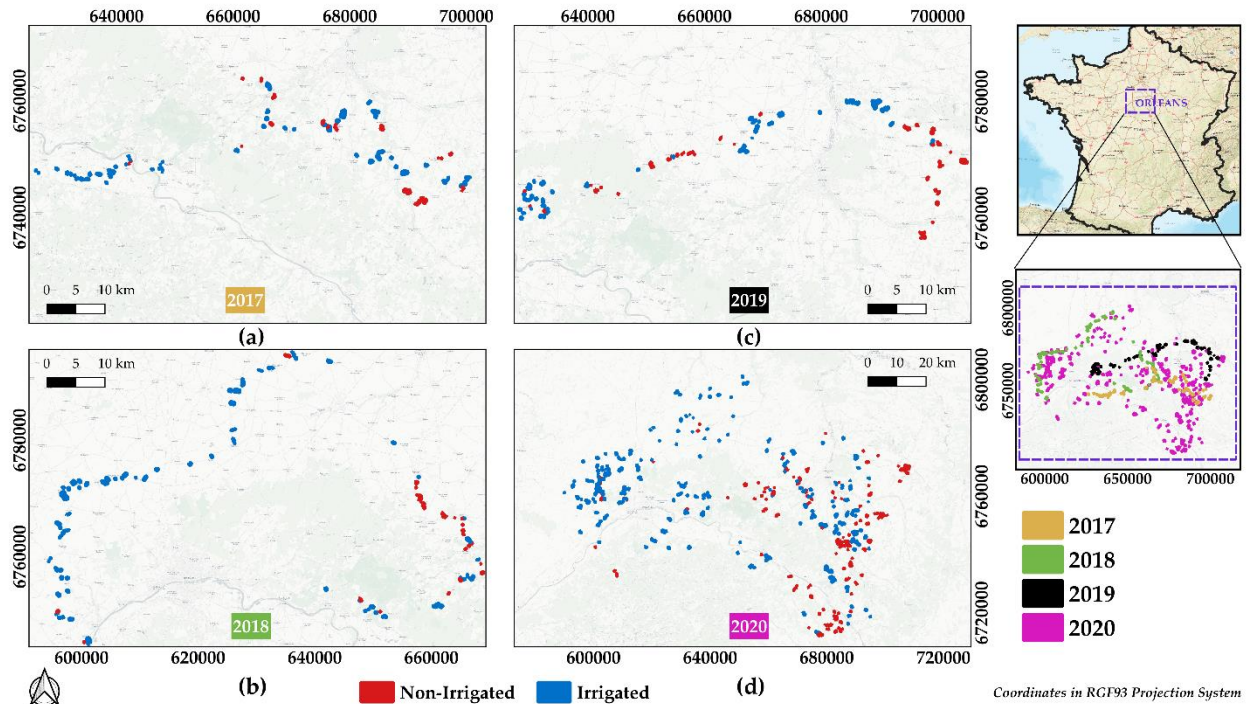 640000 660000 680000 700000
6760000
6740000
0 5 10 km
2017
(a)
640000 660000 680000 700000
6780000
6760000
0 5 10 km
2019
(c)
ORLEANS
0 5 10 km
6780000
6760000
2018
600000 620000 640000 660000
(b)
0 10 20 km
6800000
6760000
6720000
2020
600000 640000 680000 720000
(d)
6800000
6750000
600000 650000 700000
2017
2018
2019
2020
Non-Irrigated Irrigated
Coordinates in RGF93 Projection System